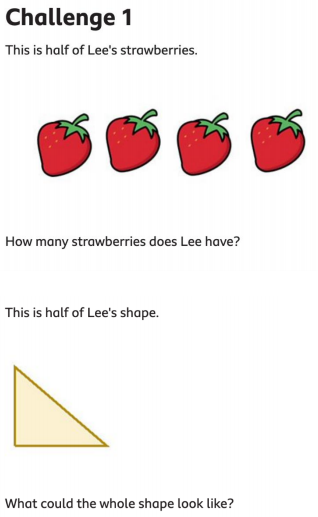 Challenge 1
This is half of Lee's strawberries.
How many strawberries does Lee have?
This is half of Lee's shape.
What could the whole shape look like?